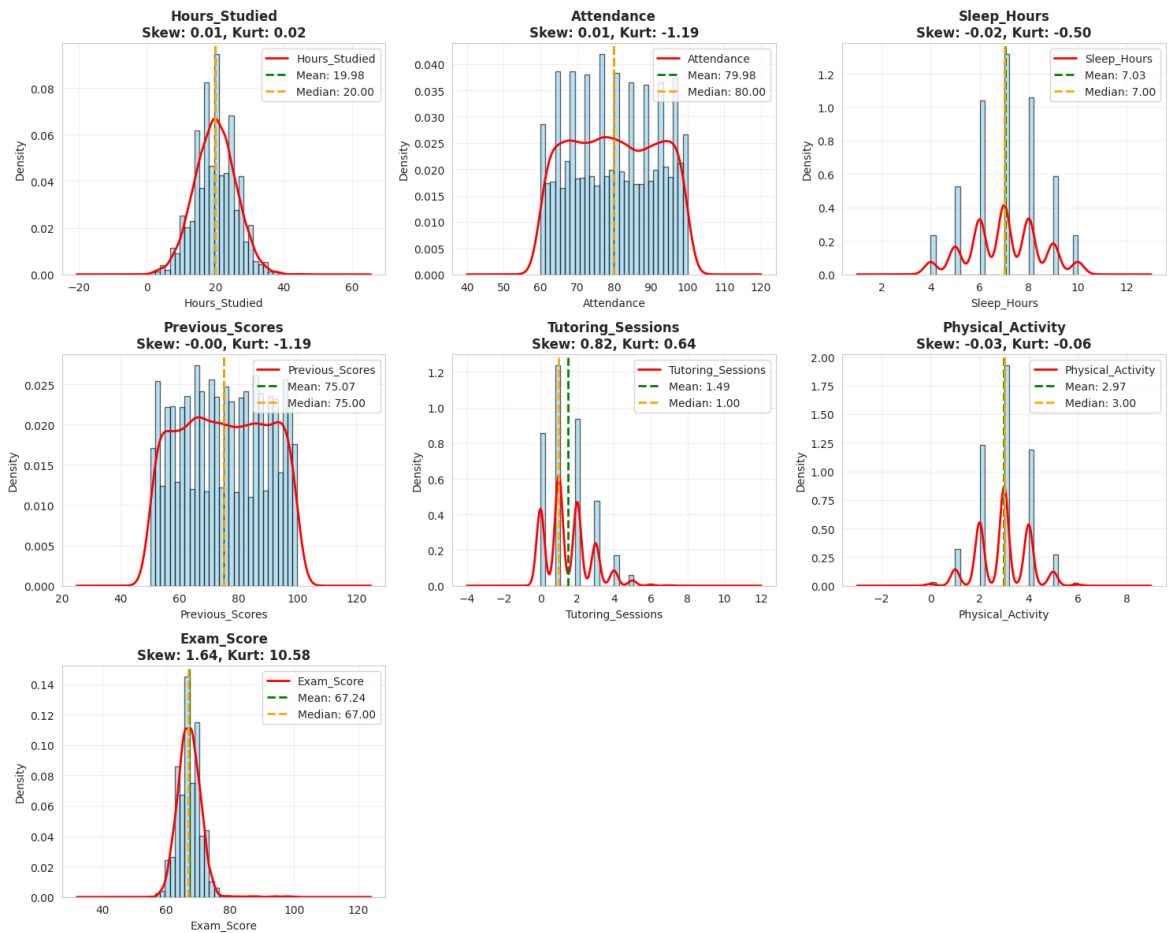 Hours_Studied
Skew: 0.01, Kurt: 0.02
Hours_Studied
Mean: 19.98
Median: 20.00
0.08
0.06
0.04
0.02
0.00
Density
−20
0
20
40
60
Hours_Studied
Attendance
Skew: 0.01, Kurt: -1.19
Attendance
Mean: 79.98
Median: 80.00
0.040
0.035
0.030
0.025
0.020
0.015
0.010
0.005
0.000
Density
40
50
60
70
80
90
100
110
120
Attendance
Sleep_Hours
Skew: -0.02, Kurt: -0.50
Sleep_Hours
Mean: 7.03
Median: 7.00
1.2
1.0
0.8
0.6
0.4
0.2
0.0
Density
2
4
6
8
10
12
Sleep_Hours
Previous_Scores
Skew: -0.00, Kurt: -1.19
Previous_Scores
Mean: 75.07
Median: 75.00
0.025
0.020
0.015
0.010
0.005
0.000
Density
20
40
60
80
100
120
Previous_Scores
Tutoring_Sessions
Skew: 0.82, Kurt: 0.64
Tutoring_Sessions
Mean: 1.49
Median: 1.00
1.2
1.0
0.8
0.6
0.4
0.2
0.0
Density
−4
−2
0
2
4
6
8
10
12
Tutoring_Sessions
Physical_Activity
Skew: -0.03, Kurt: -0.06
Physical_Activity
Mean: 2.97
Median: 3.00
2.00
1.75
1.50
1.25
1.00
0.75
0.50
0.25
0.00
Density
−2
0
2
4
6
8
Physical_Activity
Exam_Score
Skew: 1.64, Kurt: 10.58
Exam_Score
Mean: 67.24
Median: 67.00
0.14
0.12
0.10
0.08
0.06
0.04
0.02
0.00
Density
40
60
80
100
120
Exam_Score